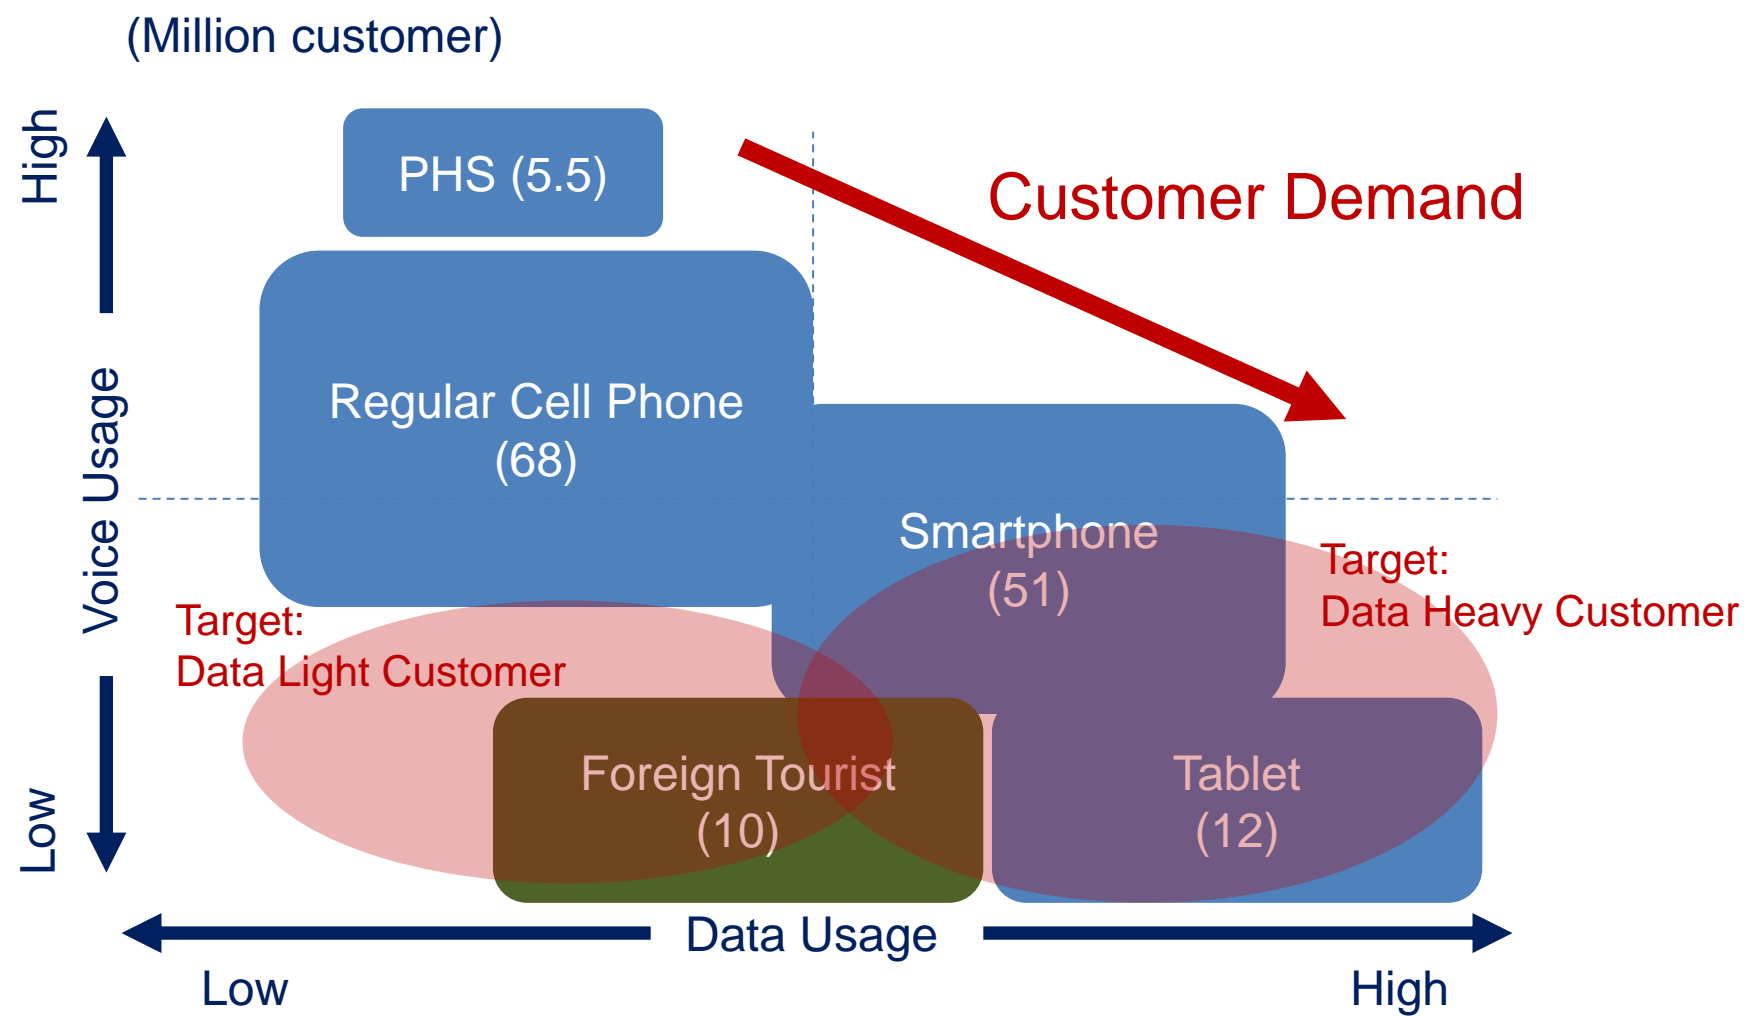 (Million customer)
High
PHS (5.5)
Customer Demand
Voice Usage
Regular Cell Phone
(68)
Smartphone
(51)
Target:
Data Heavy Customer
Target:
Data Light Customer
Foreign Tourist
(10)
Tablet
(12)
Low
Data Usage
Low
High